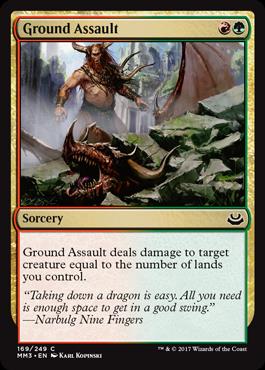 Ground Assault
Sorcery
Ground Assault deals damage to target
creature equal to the number of lands
you control.
“Taking down a dragon is easy. All you
need is enough space to get in a good
swing.”
—Narbulg Nine Fingers
169/249 C
MM3 • EN KARL KOPINSKI
™ & © 2017 Wizards of the Coast